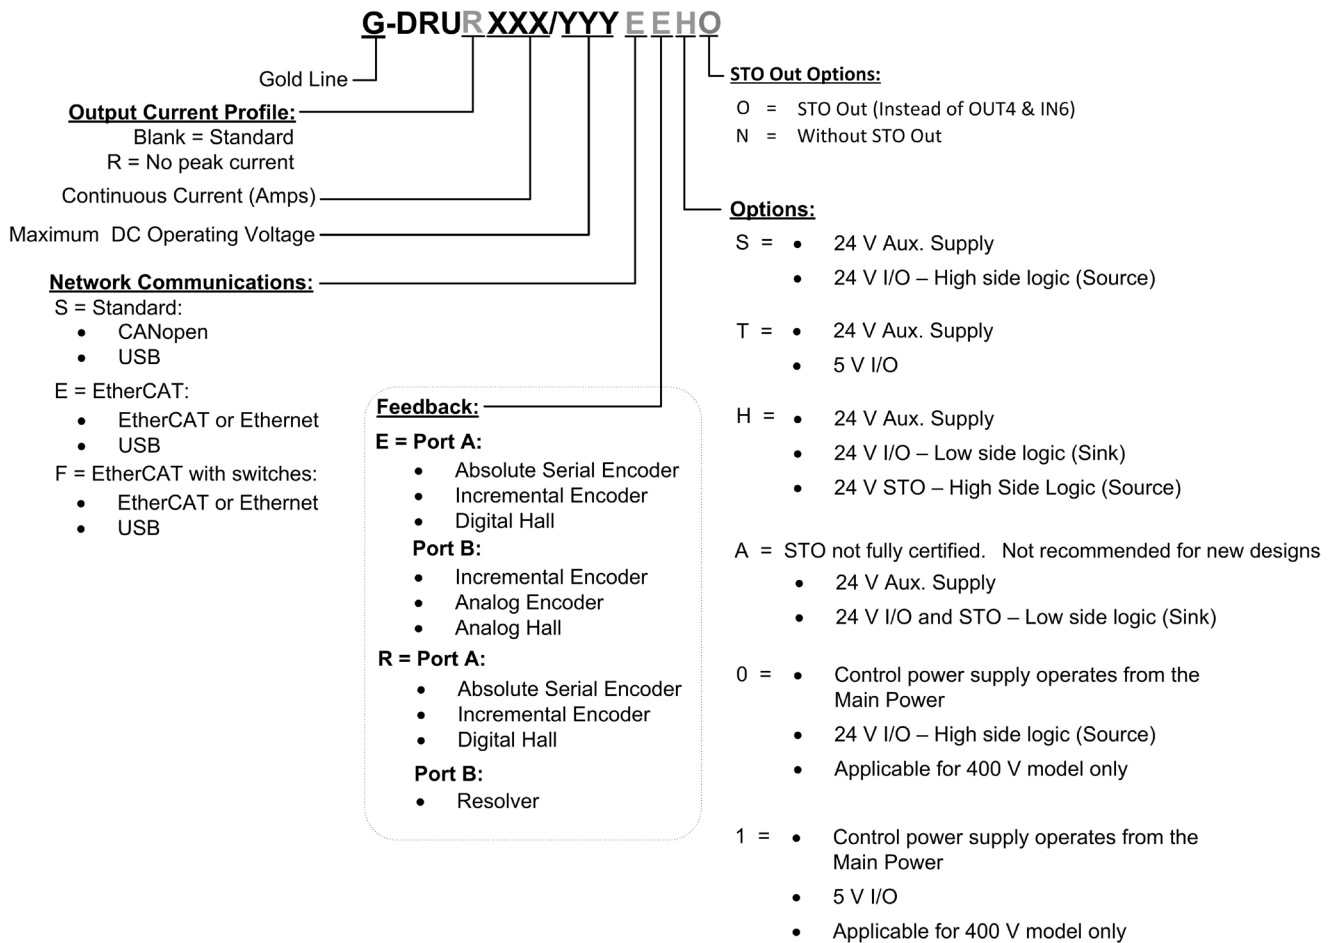 G-DRUR XXX/YYY E E H O
Gold Line
Output Current Profile:
Blank = Standard
R = No peak current
Continuous Current (Amps)
Maximum DC Operating Voltage
Network Communications:
S = Standard:
• CANopen
• USB
E = EtherCAT:
• EtherCAT or Ethernet
• USB
F = EtherCAT with switches:
• EtherCAT or Ethernet
• USB
Feedback:
E = Port A:
• Absolute Serial Encoder
• Incremental Encoder
• Digital Hall
Port B:
• Incremental Encoder
• Analog Encoder
• Analog Hall
R = Port A:
• Absolute Serial Encoder
• Incremental Encoder
• Digital Hall
Port B:
• Resolver
STO Out Options:
O = STO Out (Instead of OUT4 & IN6)
N = Without STO Out
Options:
S = • 24 V Aux. Supply
• 24 V I/O – High side logic (Source)
T = • 24 V Aux. Supply
• 5 V I/O
H = • 24 V Aux. Supply
• 24 V I/O – Low side logic (Sink)
• 24 V STO – High Side Logic (Source)
A = STO not fully certified. Not recommended for new designs
• 24 V Aux. Supply
• 24 V I/O and STO – Low side logic (Sink)
0 = • Control power supply operates from the
Main Power
• 24 V I/O – High side logic (Source)
• Applicable for 400 V model only
1 = • Control power supply operates from the
Main Power
• 5 V I/O
• Applicable for 400 V model only